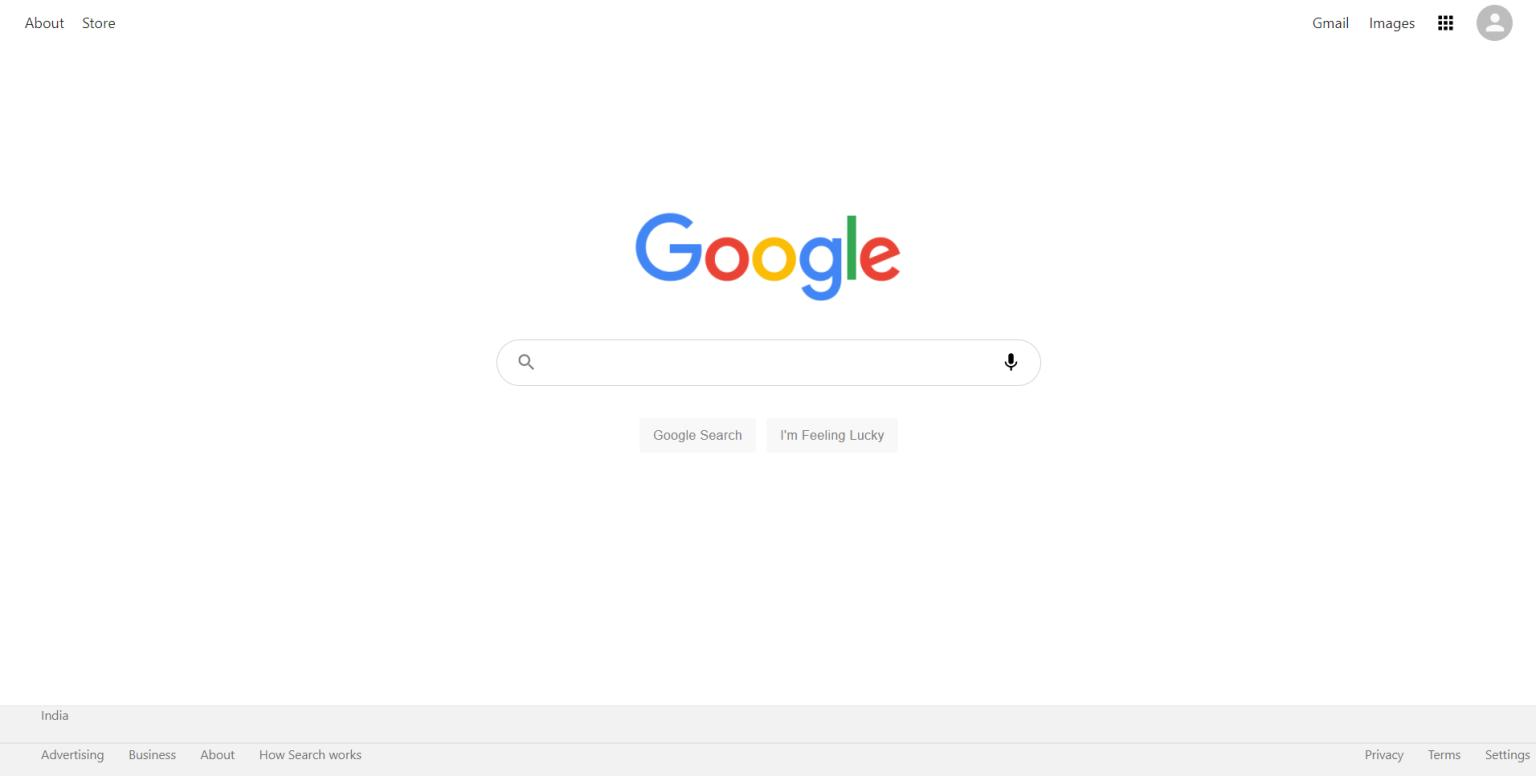 About Store Gmail Images
Google
Google Search I'm Feeling Lucky
India
Advertising Business About How Search works Privacy Terms Settings